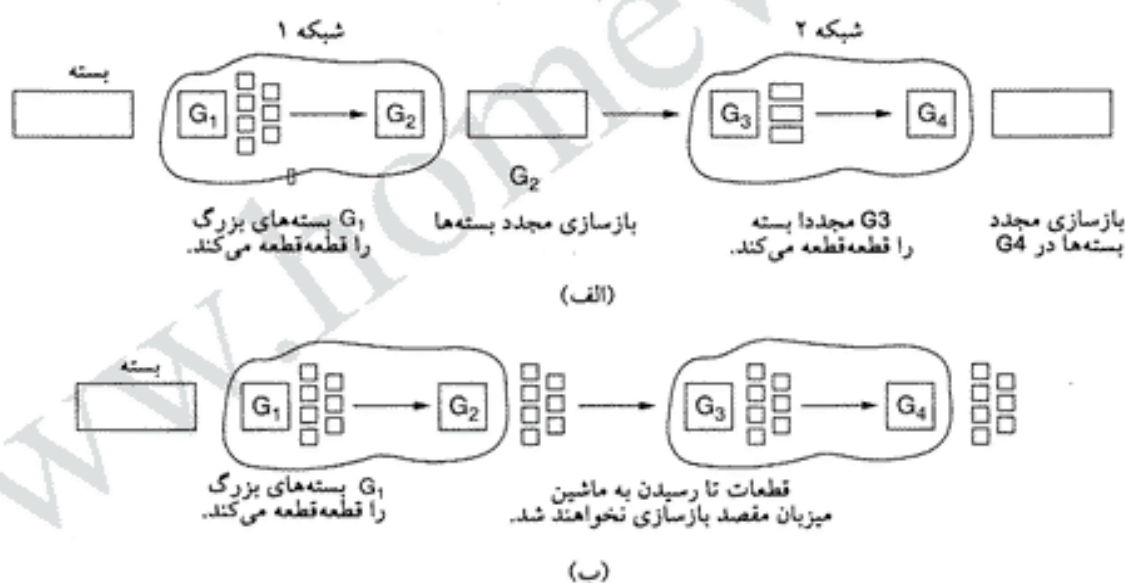 شبکه ۱
شبکه ۲
بسته
G₁
G₂
G₃
G₄
G₂
G₁ بسته‌های بزرگ
را قطعه‌قطعه می‌کند.
بازسازی مجدد بسته‌ها
G3 مجددا بسته
را قطعه‌قطعه می‌کند.
بازسازی مجدد
بسته‌ها در G4
(الف)
بسته
G₁
G₂
G₃
G₄
G₁ بسته‌های بزرگ
را قطعه‌قطعه می‌کند.
قطعات تا رسیدن به ماشین
میزبان مقصد بازسازی نخواهند شد.
(ب)
www.home